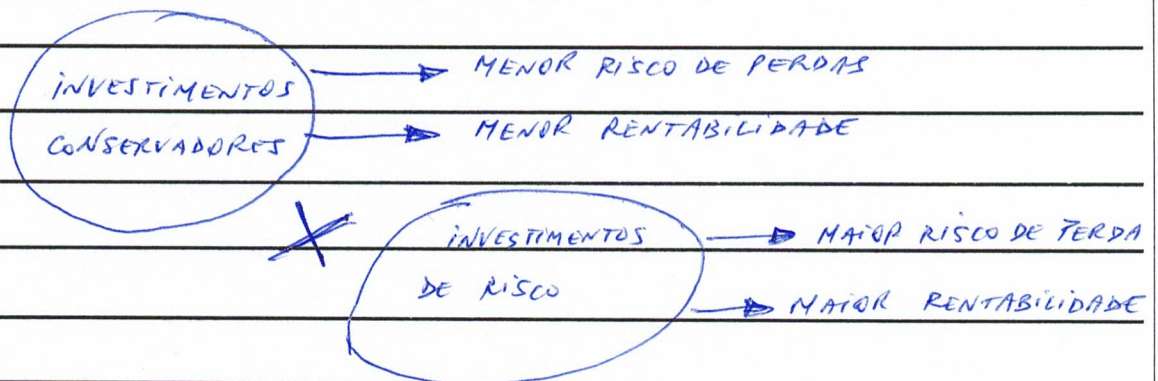 INVESTIMENTOS → MENOR RISCO DE PERDAS
CONSERVADORES → MENOR RENTABILIDADE
X
INVESTIMENTOS → MAIOR RISCO DE PERDA
DE RISCO → MAIOR RENTABILIDADE